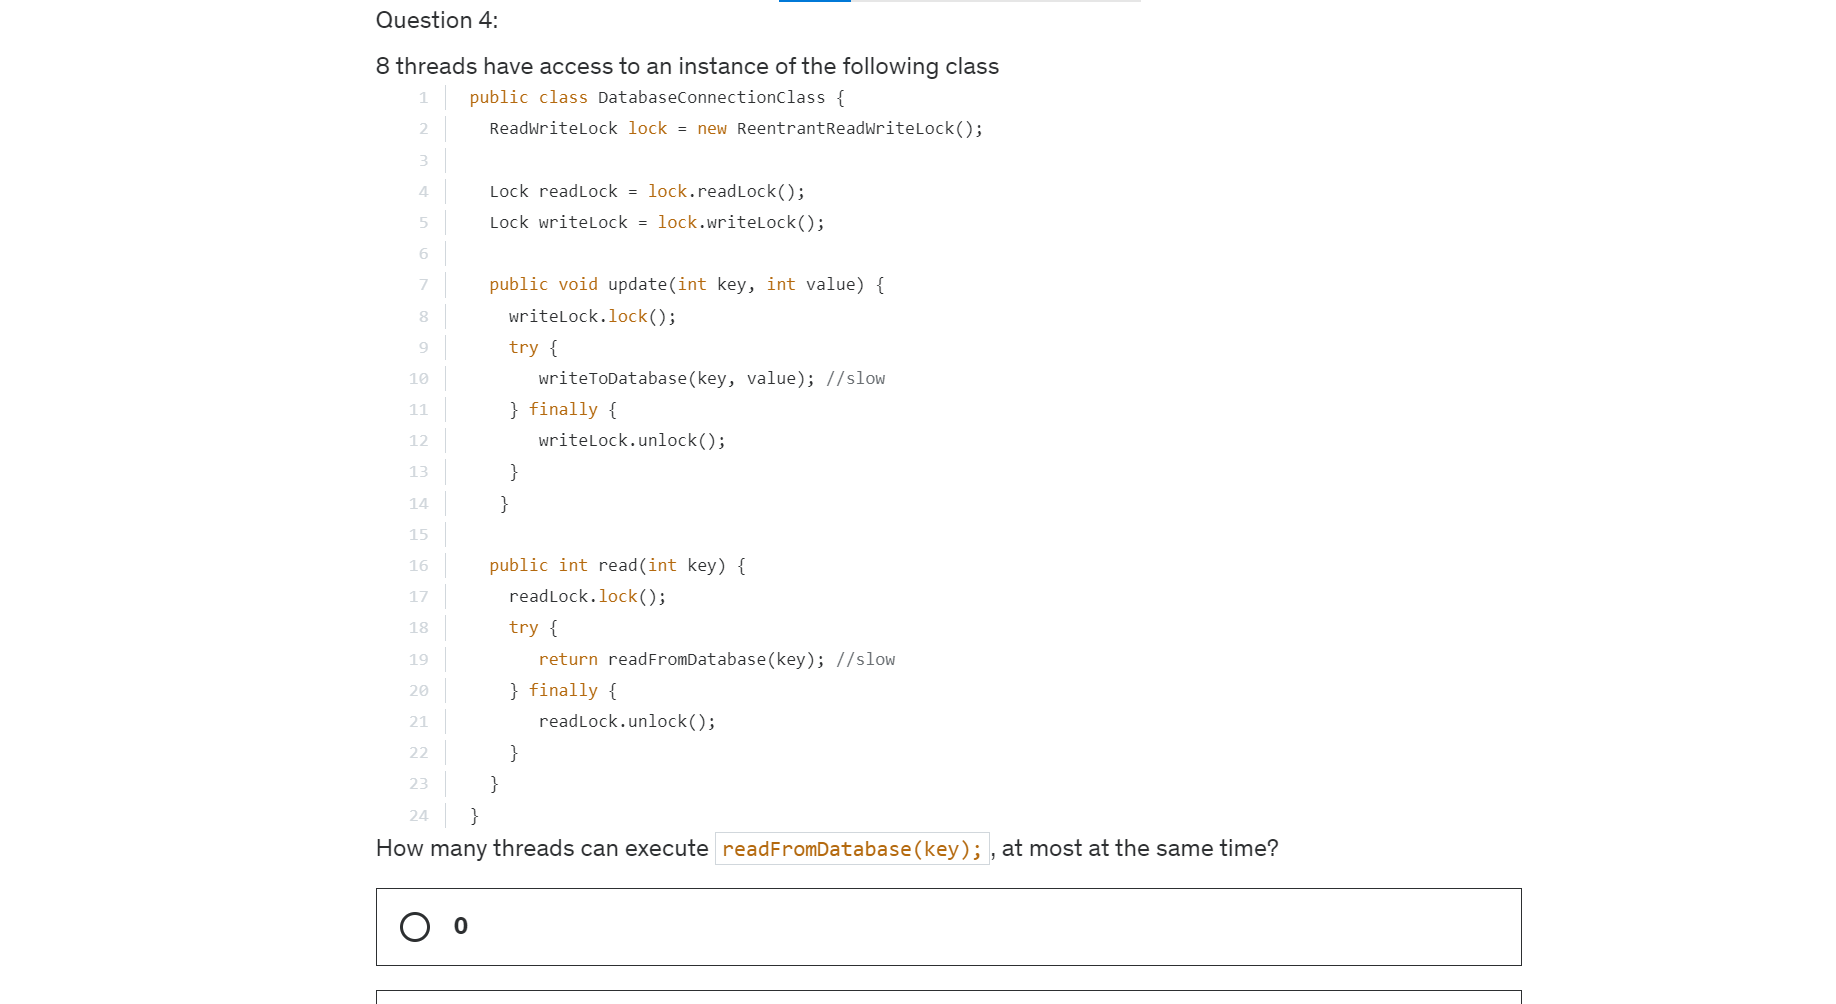 Question 4:
8 threads have access to an instance of the following class
1 public class DatabaseConnectionClass {
2 ReadWriteLock lock = new ReentrantReadWriteLock();
3
4 Lock readLock = lock.readLock();
5 Lock writeLock = lock.writeLock();
6
7 public void update(int key, int value) {
8 writeLock.lock();
9 try {
10 writeToDatabase(key, value); //slow
11 } finally {
12 writeLock.unlock();
13 }
14 }
15
16 public int read(int key) {
17 readLock.lock();
18 try {
19 return readFromDatabase(key); //slow
20 } finally {
21 readLock.unlock();
22 }
23 }
24 }
How many threads can execute readFromDatabase(key); , at most at the same time?
0